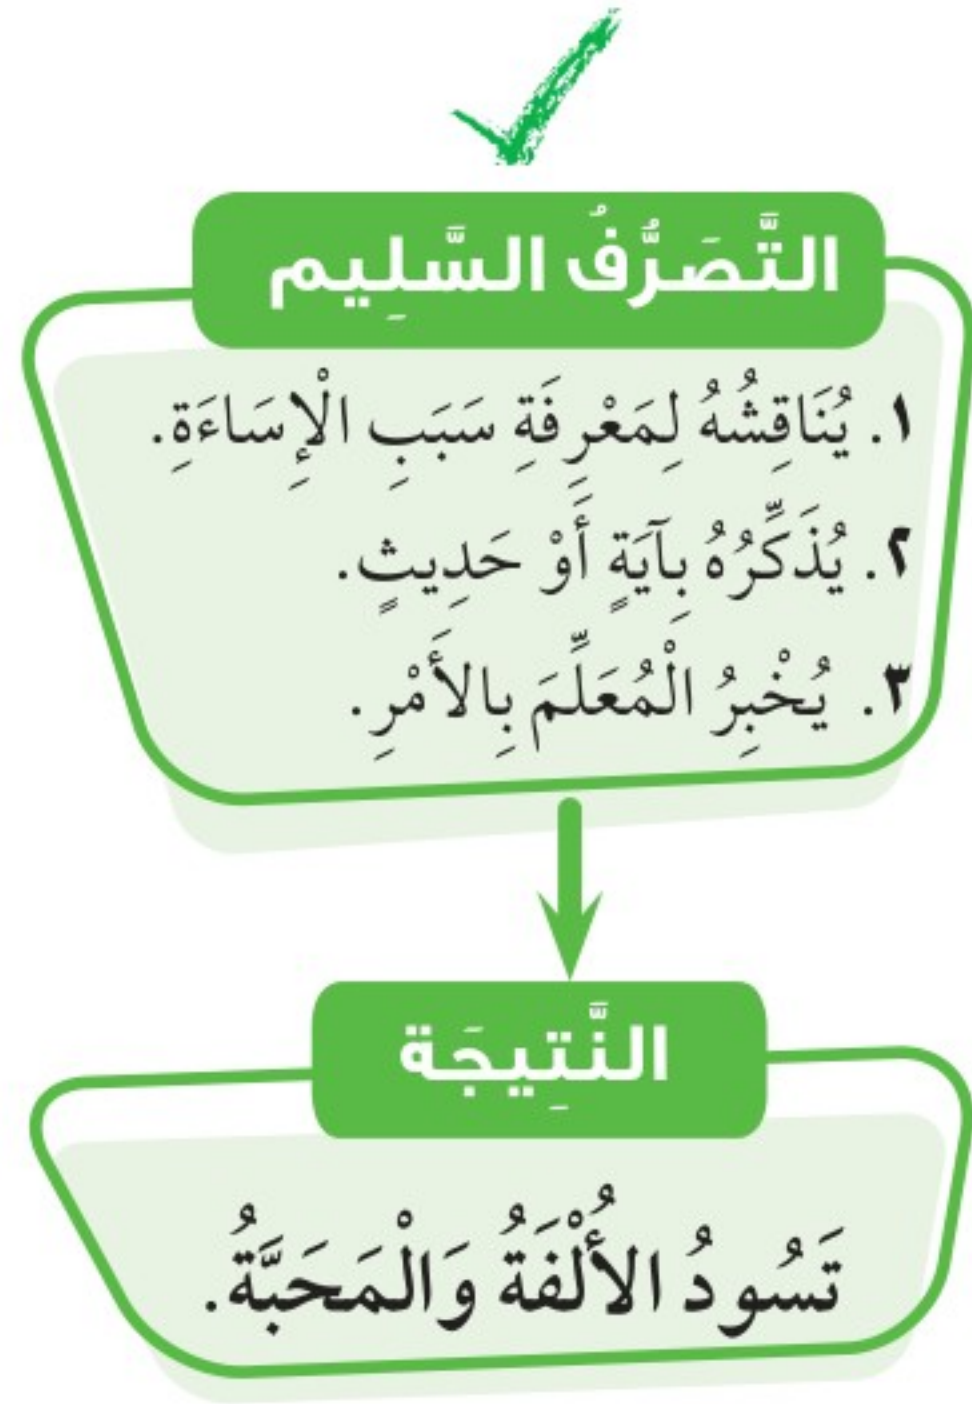 التَّصَرُّفُ السَّلِيم
١. يُنَاقِشُهُ لِمَعْرِفَةِ سَبَبِ الْإِسَاءَةِ.
٢. يُذَكِّرُهُ بِآيَةٍ أَوْ حَدِيثٍ.
٣. يُخْبِرُ الْمُعَلِّمَ بِالأَمْرِ.
النَّتِيجَة
تَسُودُ الأُلْفَةُ وَالْمَحَبَّةُ.